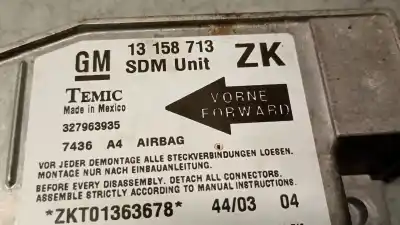 GM 13 158 713 ZK
SDM Unit
TEMIC
Made in Mexico
VORNE
FORWARD
327963935
7436 A4 AIRBAG
VOR JEDER DEMONTAGE ALLE STECKVERBINDUNGEN LOESEN.
MONTAGE NUR NACH EINBAUANLEITUNG.
BEFORE EVERY DISASSEMBLY. DETACH ALL CONNECTORS.
ASSEMBLE STRICTLY ACCORDING TO MANUAL INSTRUCTIONS.
*ZKT01363678* 44/03 04